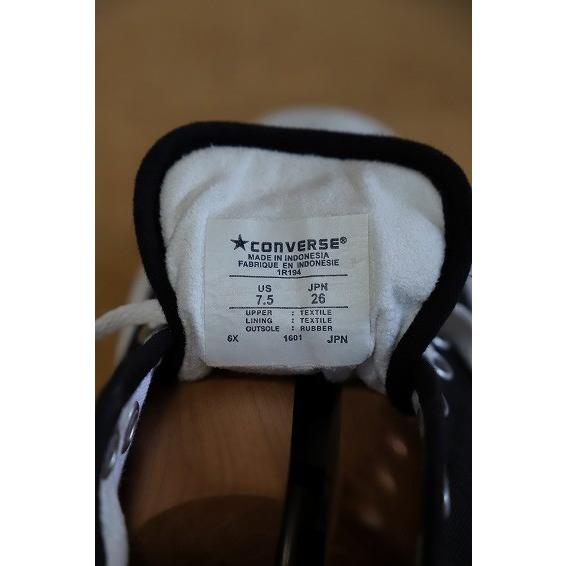 ★CONVERSE®
MADE IN INDONESIA
FABRIQUE EN INDONESIE
1R194
US JPN
7.5 26
UPPER : TEXTILE
LINING : TEXTILE
OUTSOLE : RUBBER
6X 1601 JPN